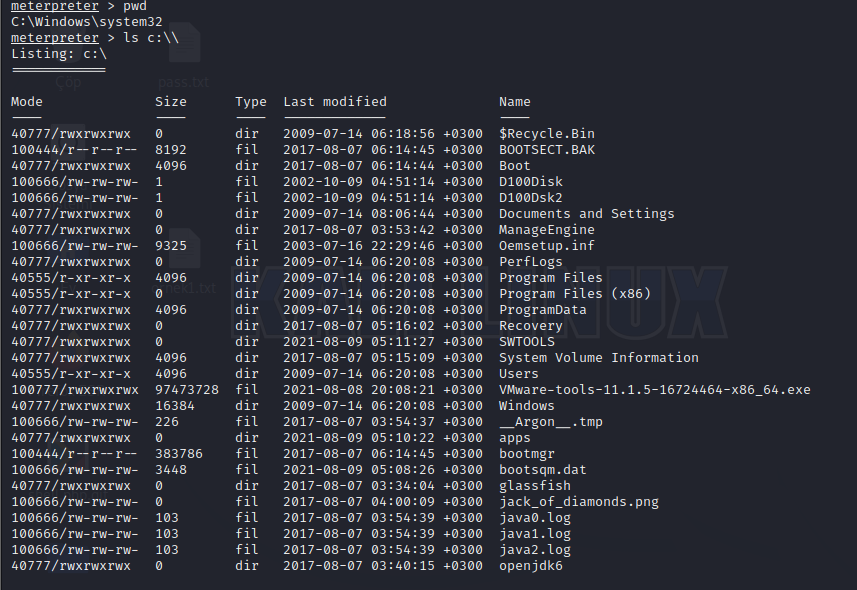 meterpreter > pwd
C:\Windows\system32
meterpreter > ls c:\\
Listing: c:\
============
Çöp
pass.txt
Mode Size Type Last modified Name
---- ---- ---- ------------- ----
40777/rwxrwxrwx 0 dir 2009-07-14 06:18:56 +0300 $Recycle.Bin
100444/r--r--r-- 8192 fil 2017-08-07 06:14:45 +0300 BOOTSECT.BAK
40777/rwxrwxrwx 4096 dir 2017-08-07 06:14:44 +0300 Boot
100666/rw-rw-rw- 1 fil 2002-10-09 04:51:14 +0300 D100Disk
100666/rw-rw-rw- 1 fil 2002-10-09 04:51:14 +0300 D100Dsk2
40777/rwxrwxrwx 0 dir 2009-07-14 08:06:44 +0300 Documents and Settings
40777/rwxrwxrwx 0 dir 2017-08-07 03:53:42 +0300 ManageEngine
100666/rw-rw-rw- 9325 fil 2003-07-16 22:29:46 +0300 Oemsetup.inf
40777/rwxrwxrwx 0 dir 2009-07-14 06:20:08 +0300 PerfLogs
40555/r-xr-xr-x 4096 dir 2009-07-14 06:20:08 +0300 Program Files
40555/r-xr-xr-x 0 dir 2009-07-14 06:20:08 +0300 Program Files (x86)
40777/rwxrwxrwx 4096 dir 2009-07-14 06:20:08 +0300 ProgramData
40777/rwxrwxrwx 0 dir 2017-08-07 05:16:02 +0300 Recovery
40777/rwxrwxrwx 0 dir 2021-08-09 05:11:27 +0300 SWTOOLS
40777/rwxrwxrwx 4096 dir 2017-08-07 05:15:09 +0300 System Volume Information
40555/r-xr-xr-x 4096 dir 2009-07-14 06:20:08 +0300 Users
100777/rwxrwxrwx 97473728 fil 2021-08-08 20:08:21 +0300 VMware-tools-11.1.5-16724464-x86_64.exe
40777/rwxrwxrwx 16384 dir 2009-07-14 06:20:08 +0300 Windows
100666/rw-rw-rw- 226 fil 2017-08-07 03:54:37 +0300 __Argon__.tmp
40777/rwxrwxrwx 0 dir 2021-08-09 05:10:22 +0300 apps
100444/r--r--r-- 383786 fil 2017-08-07 06:14:45 +0300 bootmgr
100666/rw-rw-rw- 3448 fil 2021-08-09 05:08:26 +0300 bootsqm.dat
40777/rwxrwxrwx 0 dir 2017-08-07 03:34:04 +0300 glassfish
100666/rw-rw-rw- 0 fil 2017-08-07 04:00:09 +0300 jack_of_diamonds.png
100666/rw-rw-rw- 103 fil 2017-08-07 03:54:39 +0300 java0.log
100666/rw-rw-rw- 103 fil 2017-08-07 03:54:39 +0300 java1.log
100666/rw-rw-rw- 103 fil 2017-08-07 03:54:39 +0300 java2.log
40777/rwxrwxrwx 0 dir 2017-08-07 03:40:15 +0300 openjdk6